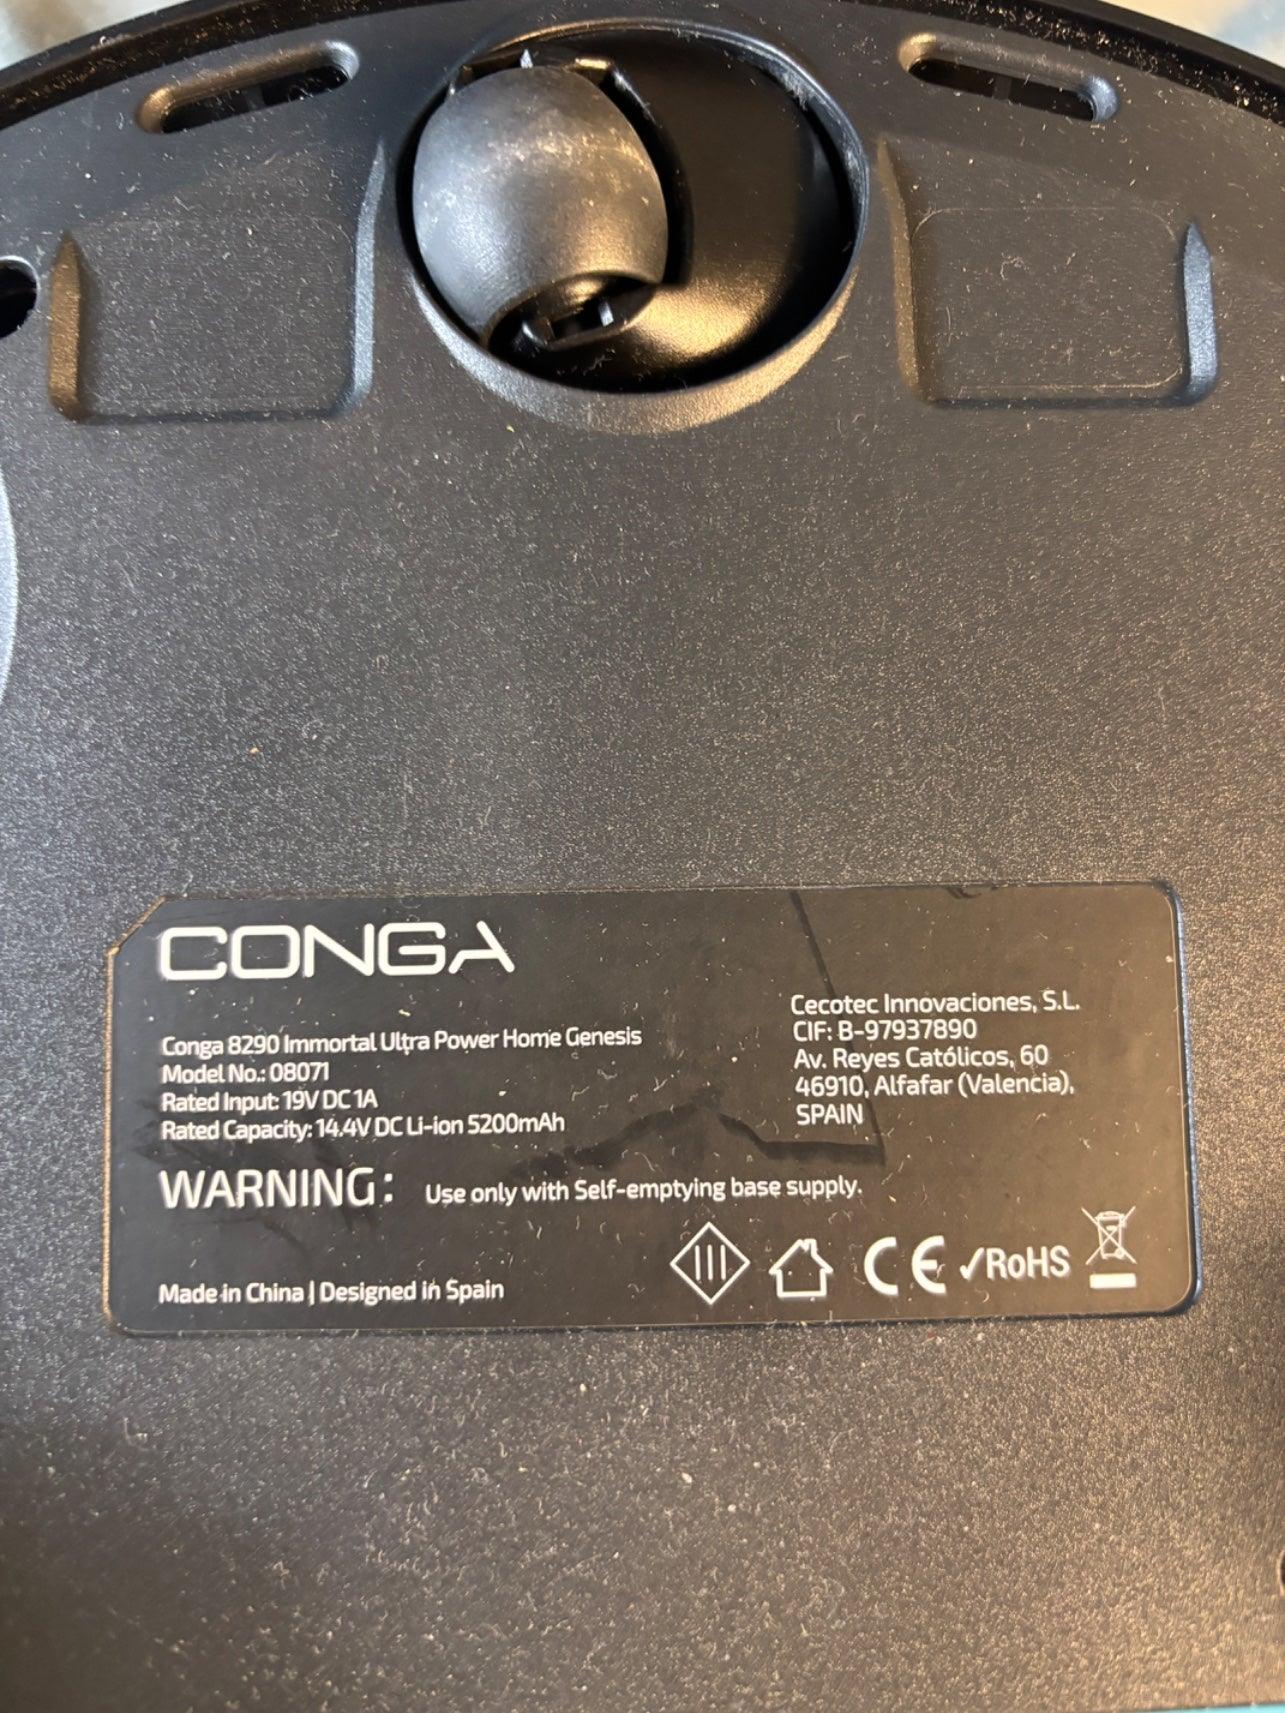 CONGA
Conga 8290 Immortal Ultra Power Home Genesis
Model No.: 08071
Rated Input: 19V DC 1A
Rated Capacity: 14.4V DC Li-ion 5200mAh
Cecotec Innovaciones, S.L.
CIF: B-97937890
Av. Reyes Católicos, 60
46910, Alfafar (Valencia),
SPAIN
WARNING: Use only with Self-emptying base supply.
Made in China | Designed in Spain
III CE ✓RoHS